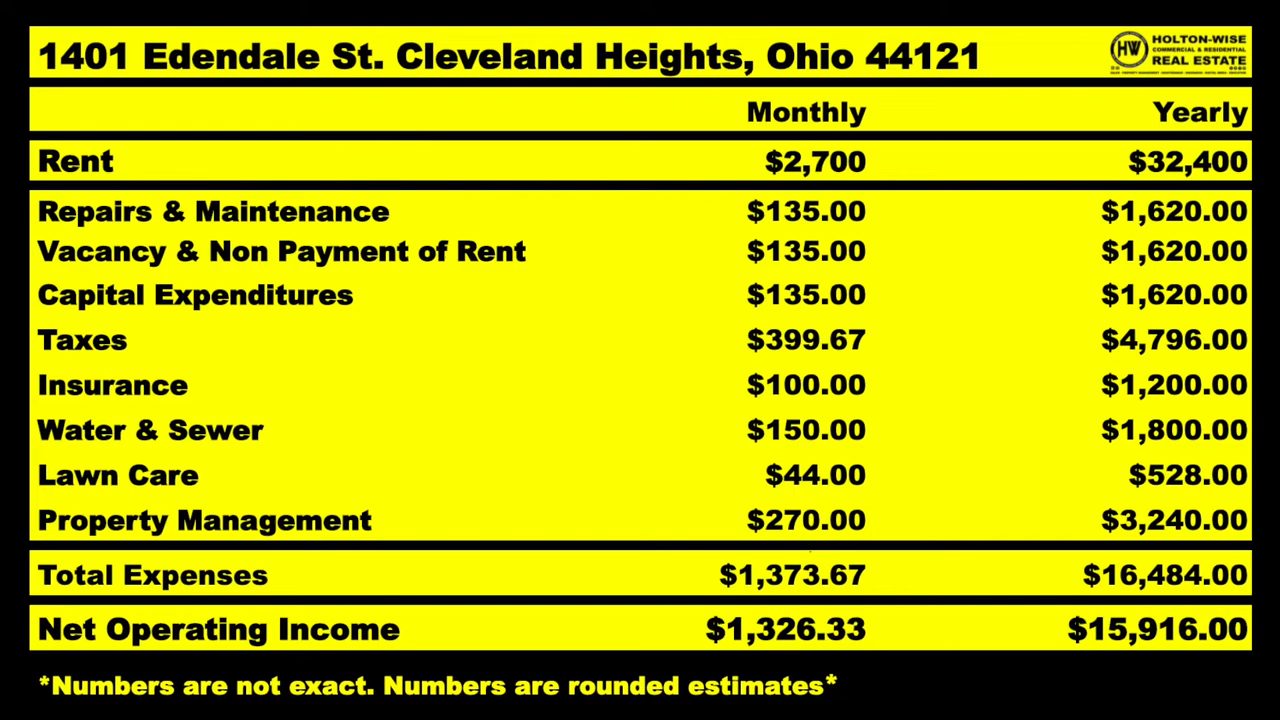 1401 Edendale St. Cleveland Heights, Ohio 44121
HW
HOLTON-WISE
COMMERCIAL & RESIDENTIAL
REAL ESTATE
Monthly Yearly
Rent $2,700 $32,400
Repairs & Maintenance $135.00 $1,620.00
Vacancy & Non Payment of Rent $135.00 $1,620.00
Capital Expenditures $135.00 $1,620.00
Taxes $399.67 $4,796.00
Insurance $100.00 $1,200.00
Water & Sewer $150.00 $1,800.00
Lawn Care $44.00 $528.00
Property Management $270.00 $3,240.00
Total Expenses $1,373.67 $16,484.00
Net Operating Income $1,326.33 $15,916.00
*Numbers are not exact. Numbers are rounded estimates*